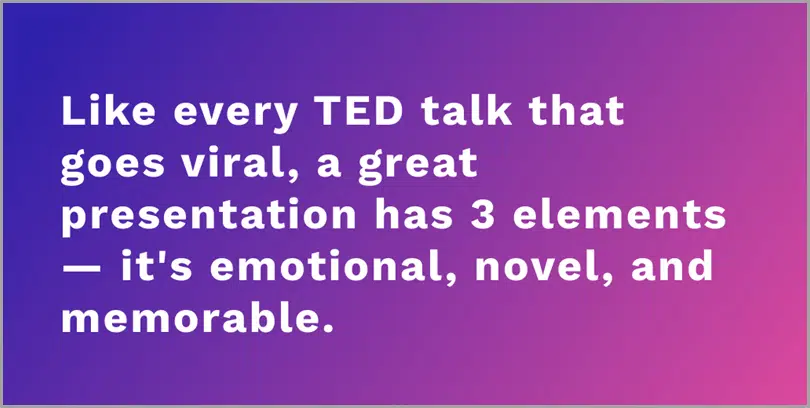 Like every TED talk that
goes viral, a great
presentation has 3 elements
— it's emotional, novel, and
memorable.